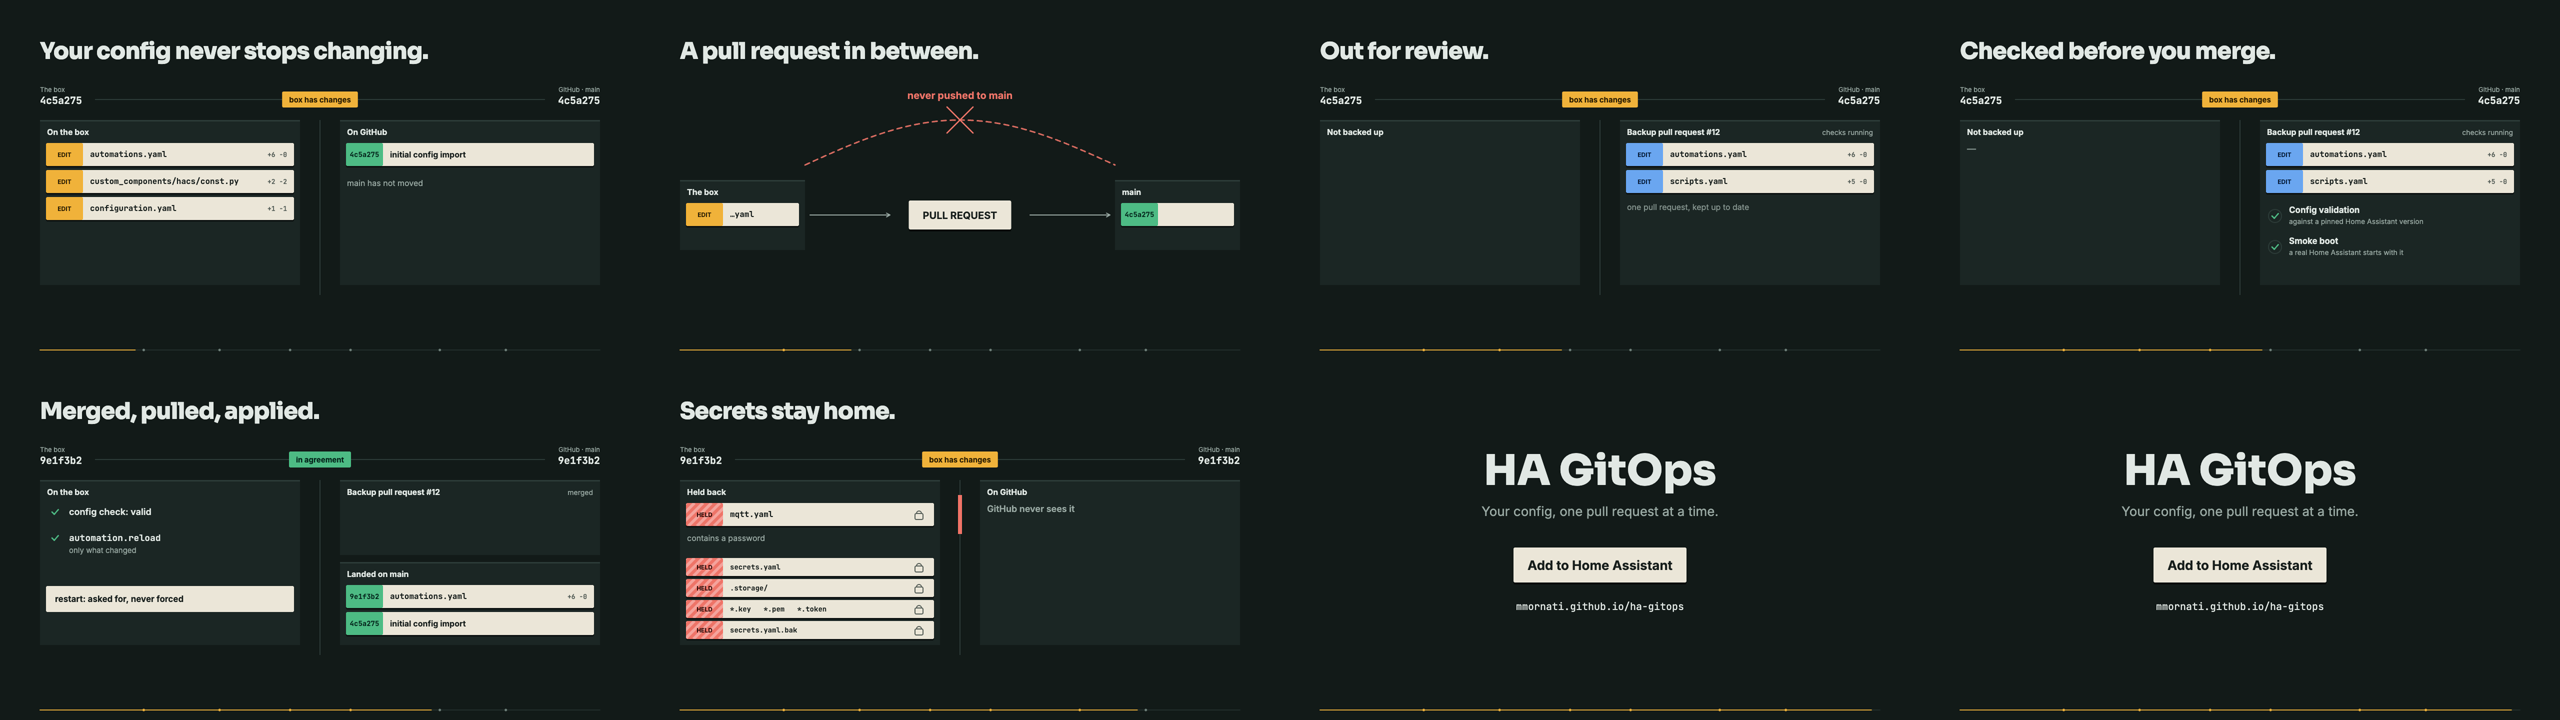 Your config never stops changing.
The box
GitHub · main
4c5a275
box has changes
4c5a275
On the box
EDIT automations.yaml +6 -0
EDIT custom_components/hacs/const.py +2 -2
EDIT configuration.yaml +1 -1
On GitHub
4c5a275 initial config import
main has not moved
A pull request in between.
never pushed to main
The box
EDIT …yaml
PULL REQUEST
main
4c5a275
Out for review.
The box
GitHub · main
4c5a275
box has changes
4c5a275
Not backed up
Backup pull request #12 checks running
EDIT automations.yaml +6 -0
EDIT scripts.yaml +5 -0
one pull request, kept up to date
Checked before you merge.
The box
GitHub · main
4c5a275
box has changes
4c5a275
Not backed up
—
Backup pull request #12 checks running
EDIT automations.yaml +6 -0
EDIT scripts.yaml +5 -0
Config validation
against a pinned Home Assistant version
Smoke boot
a real Home Assistant starts with it
Merged, pulled, applied.
The box
GitHub · main
9e1f3b2
in agreement
9e1f3b2
On the box
config check: valid
automation.reload
only what changed
restart: asked for, never forced
Backup pull request #12 merged
Landed on main
9e1f3b2 automations.yaml +6 -0
4c5a275 initial config import
Secrets stay home.
The box
GitHub · main
9e1f3b2
box has changes
9e1f3b2
Held back
HELD mqtt.yaml
contains a password
HELD secrets.yaml
HELD .storage/
HELD *.key *.pem *.token
HELD secrets.yaml.bak
On GitHub
GitHub never sees it
HA GitOps
Your config, one pull request at a time.
Add to Home Assistant
mmornati.github.io/ha-gitops
HA GitOps
Your config, one pull request at a time.
Add to Home Assistant
mmornati.github.io/ha-gitops